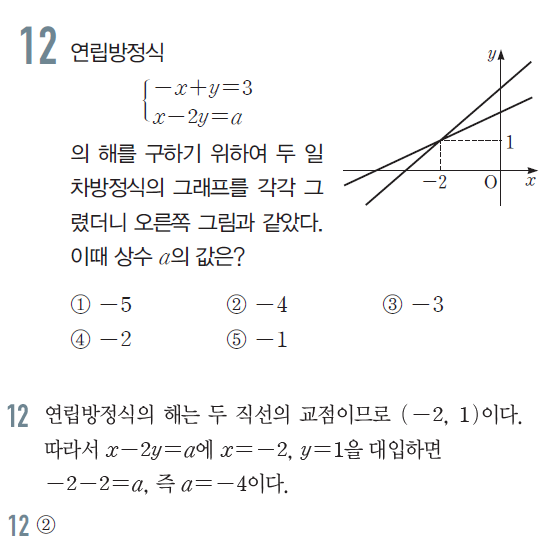 12 연립방정식
-x+y=3
x-2y=a
의 해를 구하기 위하여 두 일
차방정식의 그래프를 각각 그
렸더니 오른쪽 그림과 같았다.
이때 상수 a의 값은?
y
1
-2 O x
① -5 ② -4 ③ -3
④ -2 ⑤ -1
12 연립방정식의 해는 두 직선의 교점이므로 (-2, 1)이다.
따라서 x-2y=a에 x=-2, y=1을 대입하면
-2-2=a, 즉 a=-4이다.
12 ②